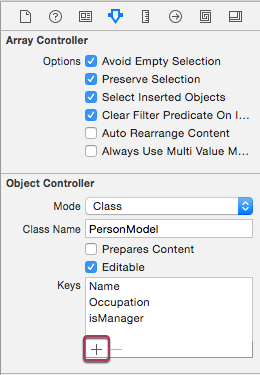 Array Controller
Options Avoid Empty Selection
Preserve Selection
Select Inserted Objects
Clear Filter Predicate On I...
Auto Rearrange Content
Always Use Multi Value M...
Object Controller
Mode Class
Class Name PersonModel
Prepares Content
Editable
Keys Name
Occupation
isManager